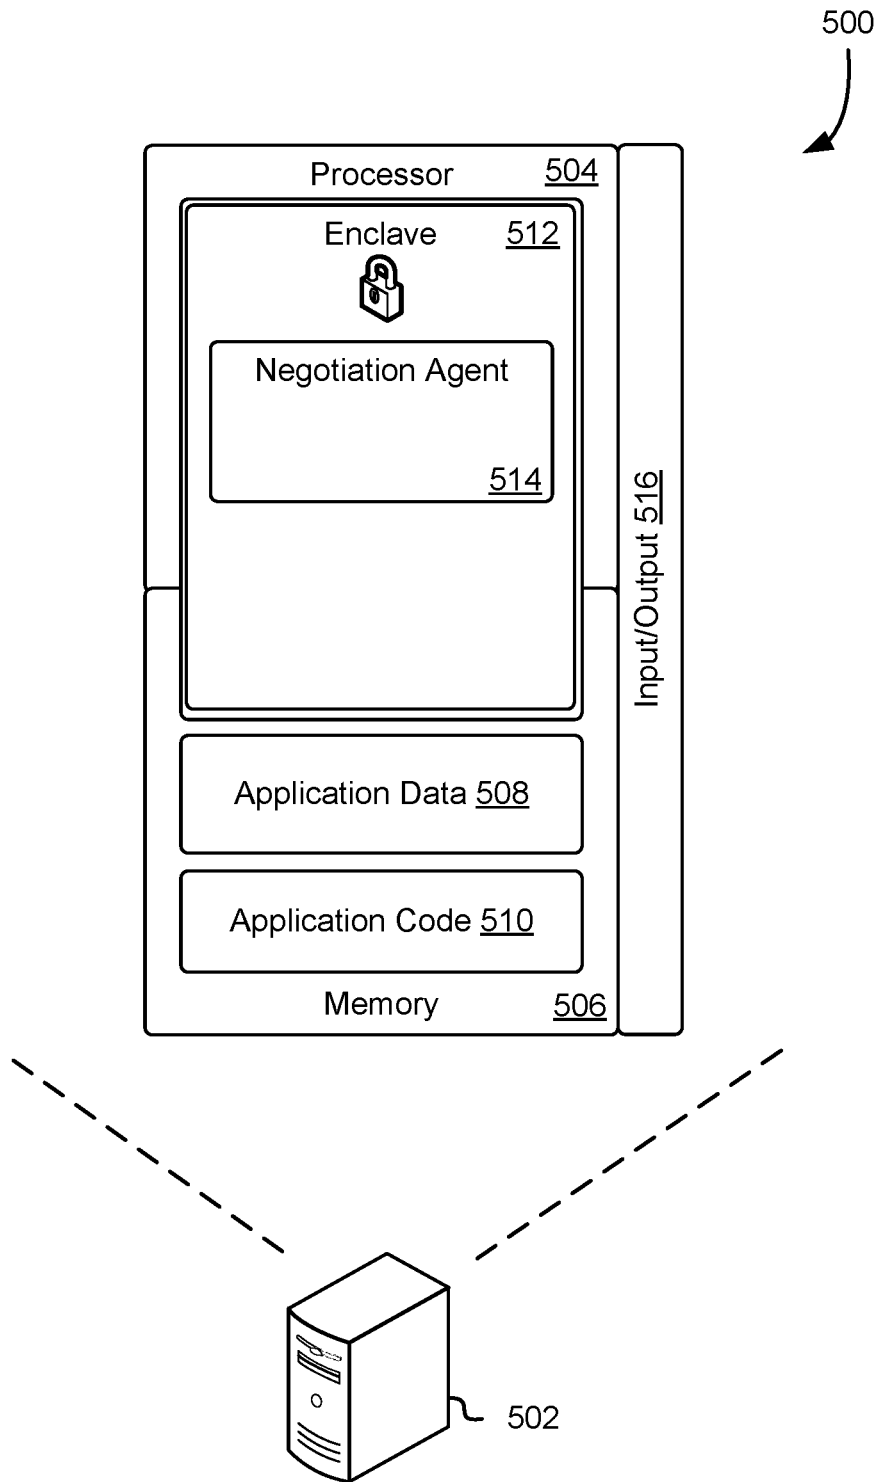 500
Processor 504
Enclave 512
Negotiation Agent
514
Input/Output 516
Application Data 508
Application Code 510
Memory 506
502